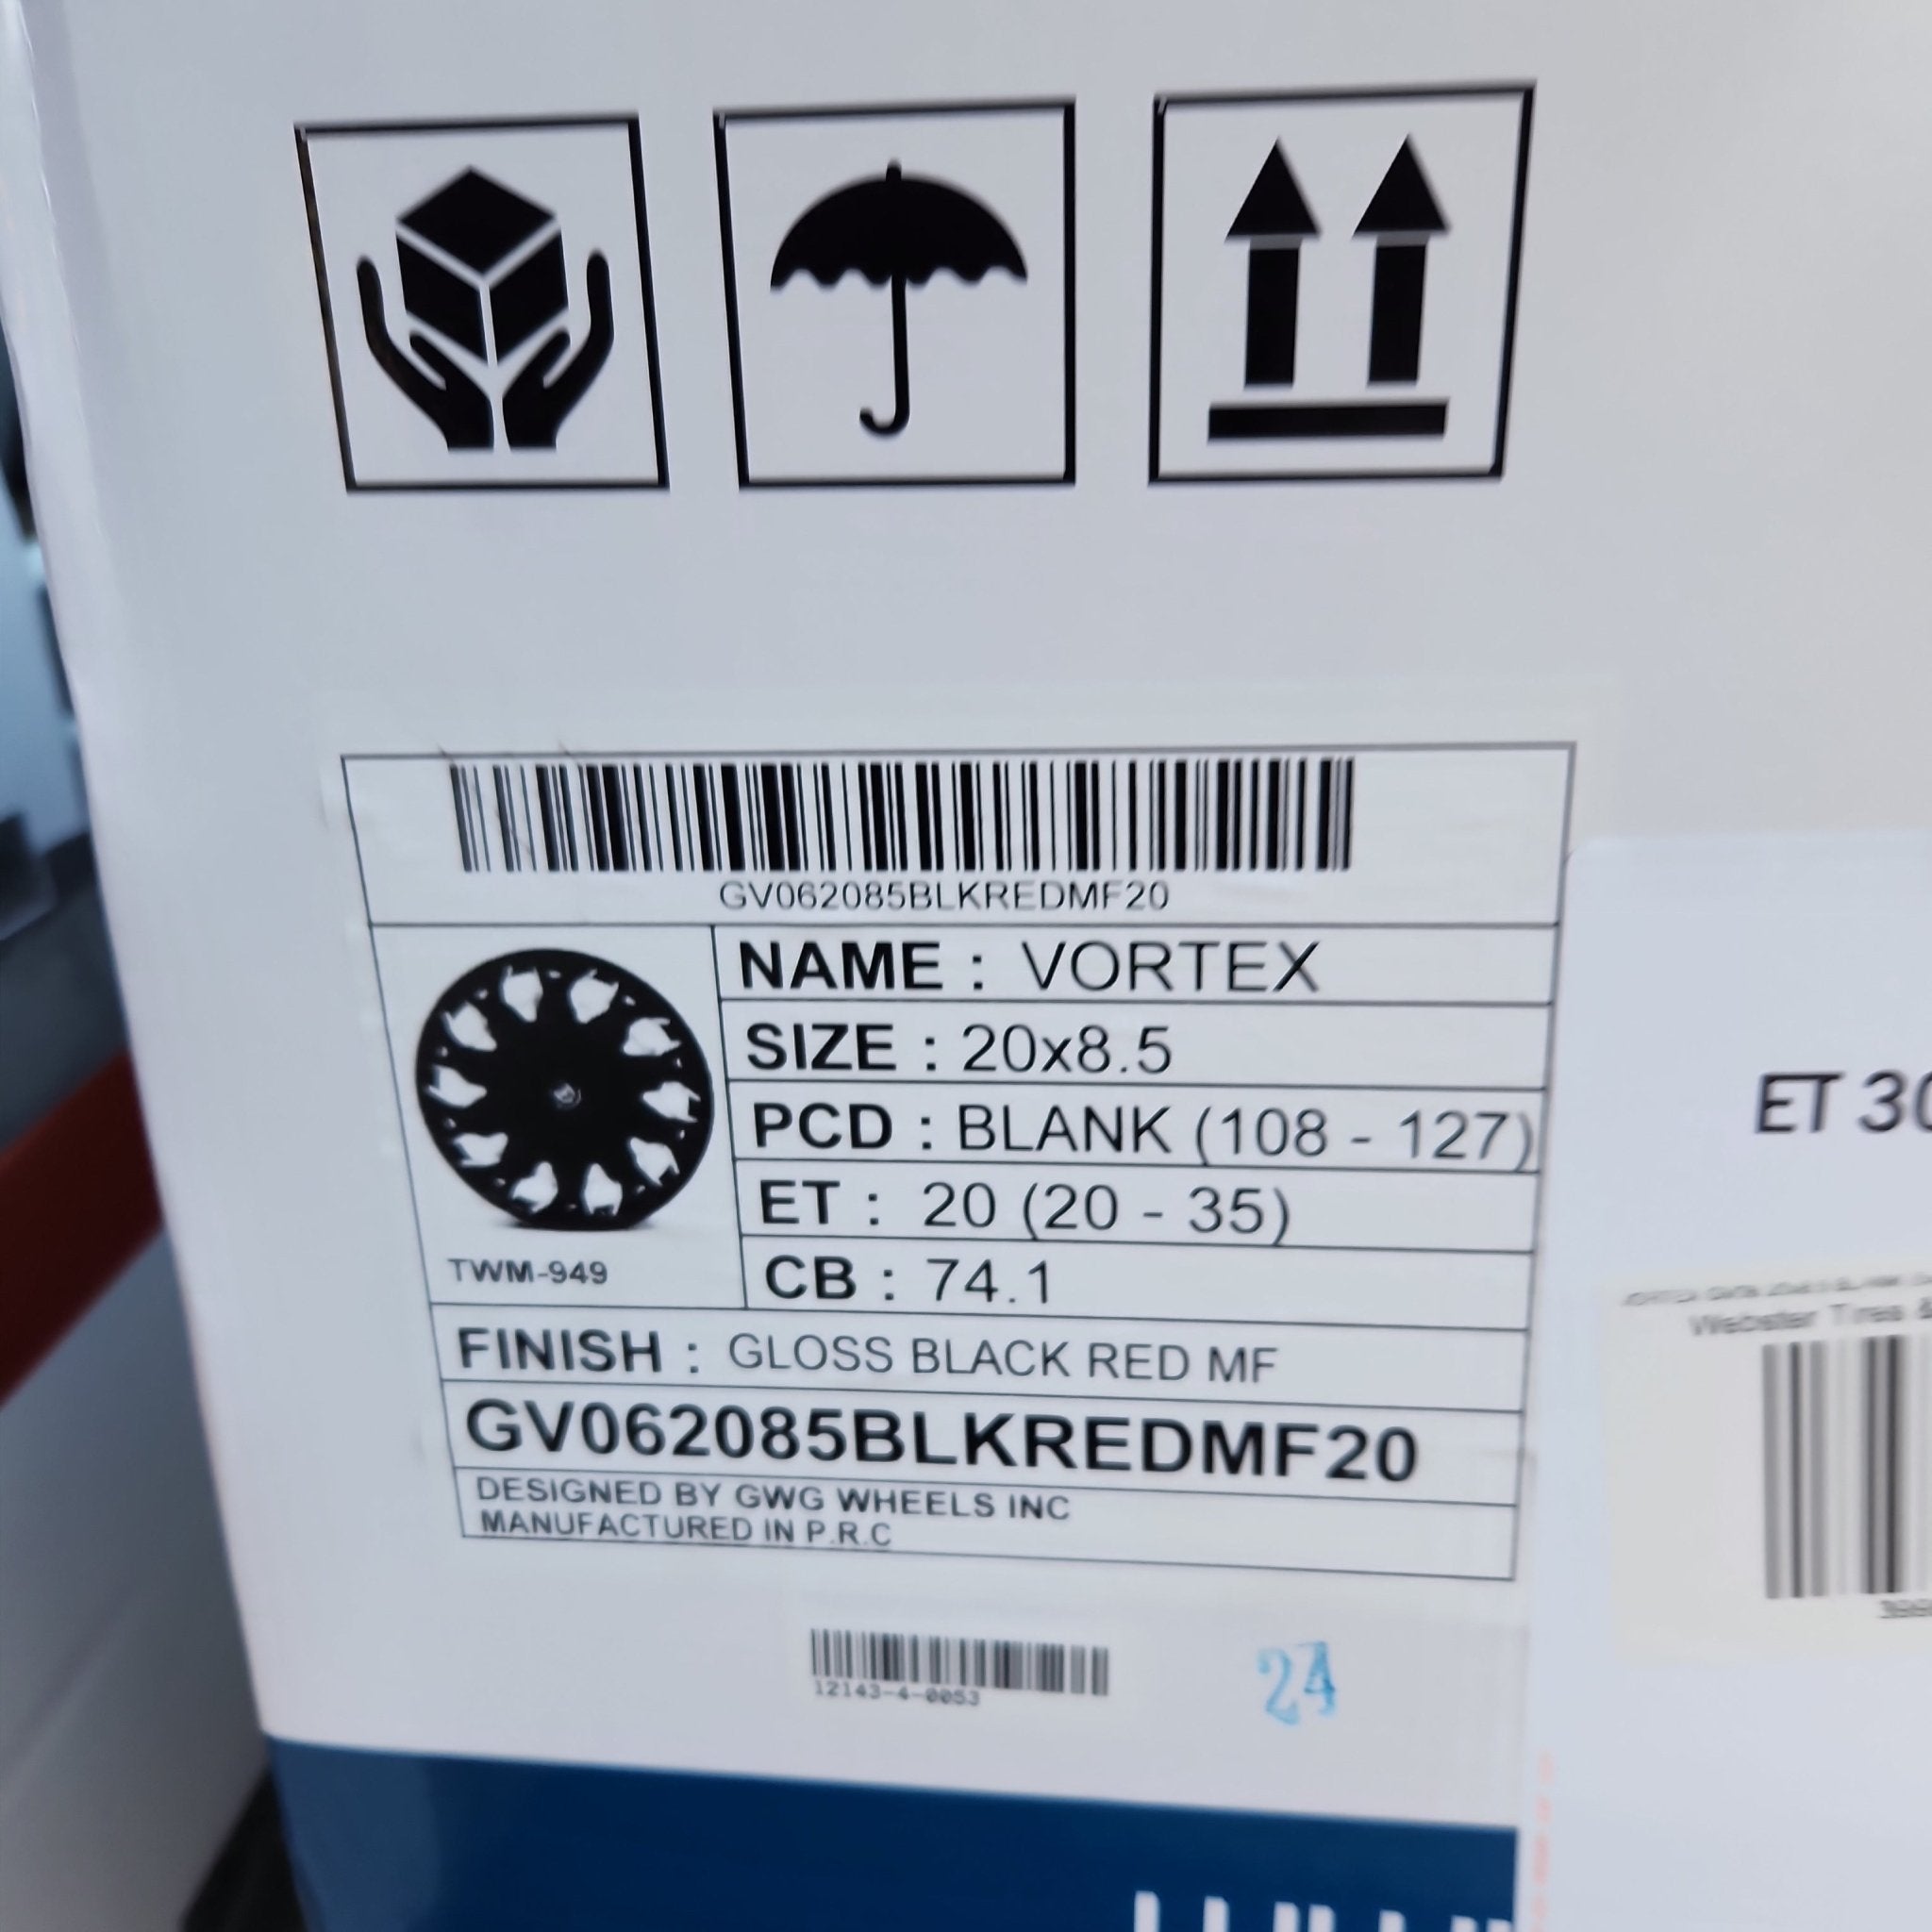 GV062085BLKREDMF20
NAME : VORTEX
SIZE : 20x8.5
PCD : BLANK (108 - 127)
ET : 20 (20 - 35)
CB : 74.1
TWM-949
FINISH : GLOSS BLACK RED MF
GV062085BLKREDMF20
DESIGNED BY GWG WHEELS INC
MANUFACTURED IN P.R.C
12143-4-0053
24
ET 30
Webster Tires &